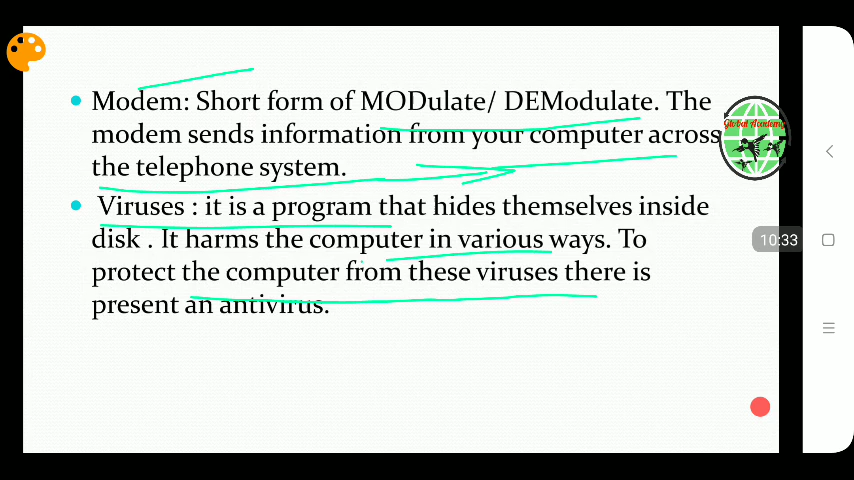 Modem: Short form of MODulate/ DEModulate. The
modem sends information from your computer across
the telephone system.
Viruses : it is a program that hides themselves inside
disk . It harms the computer in various ways. To
protect the computer from these viruses there is
present an antivirus.
Global Academy
10:33